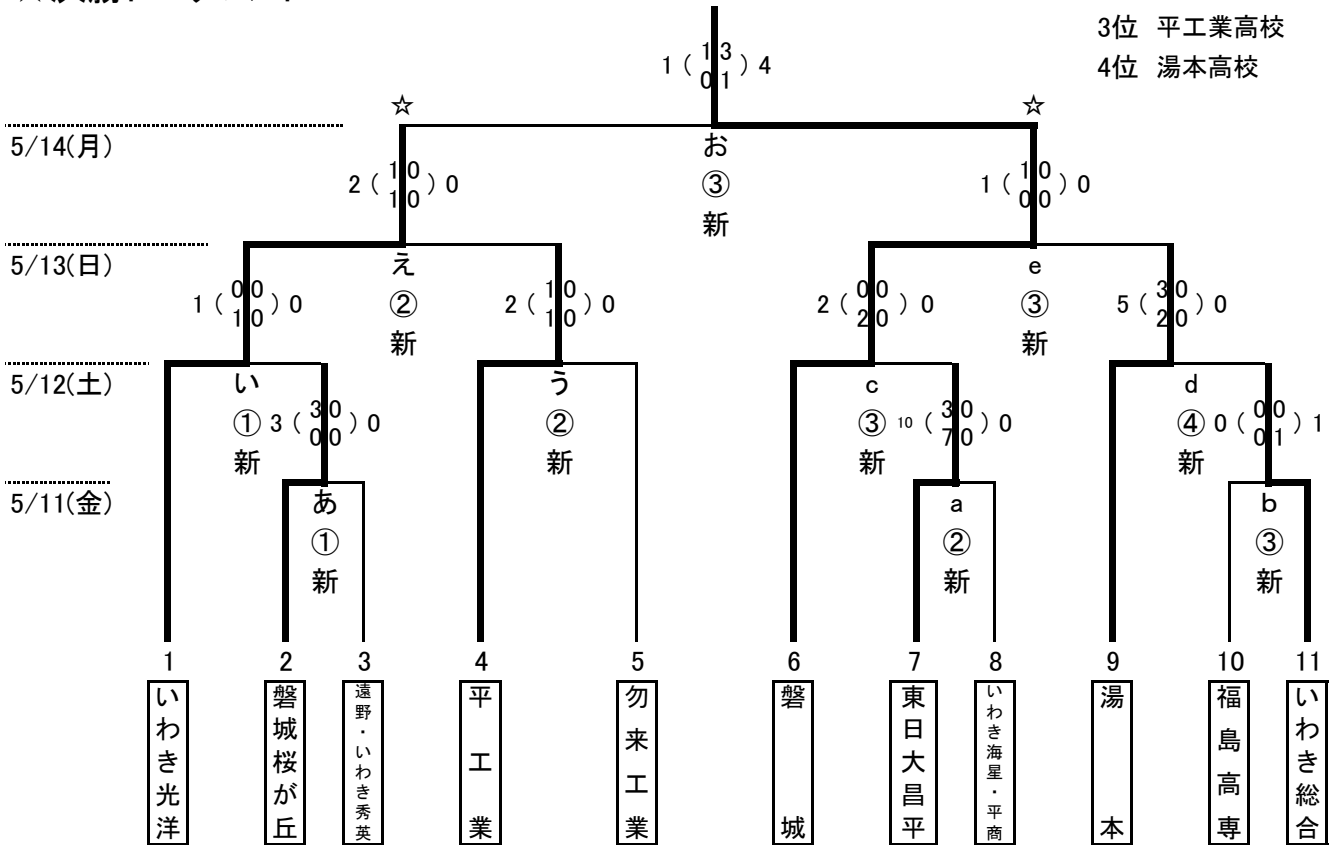 3位 平工業高校
4位 湯本高校
1 ( 1 3 ) 4
0 1
☆ ☆
5/14(月)
お
③
新
2 ( 1 0 ) 0
1 0
1 ( 1 0 ) 0
0 0
5/13(日)
え
②
新
e
③
新
1 ( 0 0 ) 0
1 0
2 ( 1 0 ) 0
1 0
2 ( 0 0 ) 0
2 0
5 ( 3 0 ) 0
2 0
5/12(土)
い
①
新
う
②
新
c
③
新
d
④
新
3 ( 3 0 ) 0
0 0
10 ( 3 0 ) 0
7 0
0 ( 0 0 ) 1
0 1
5/11(金)
あ
①
新
a
②
新
b
③
新
1 2 3 4 5 6 7 8 9 10 11
いわき光洋
磐城桜が丘
遠野・いわき秀英
平工業
勿来工業
磐城
東日大昌平
いわき海星・平商
湯本
福島高専
いわき総合